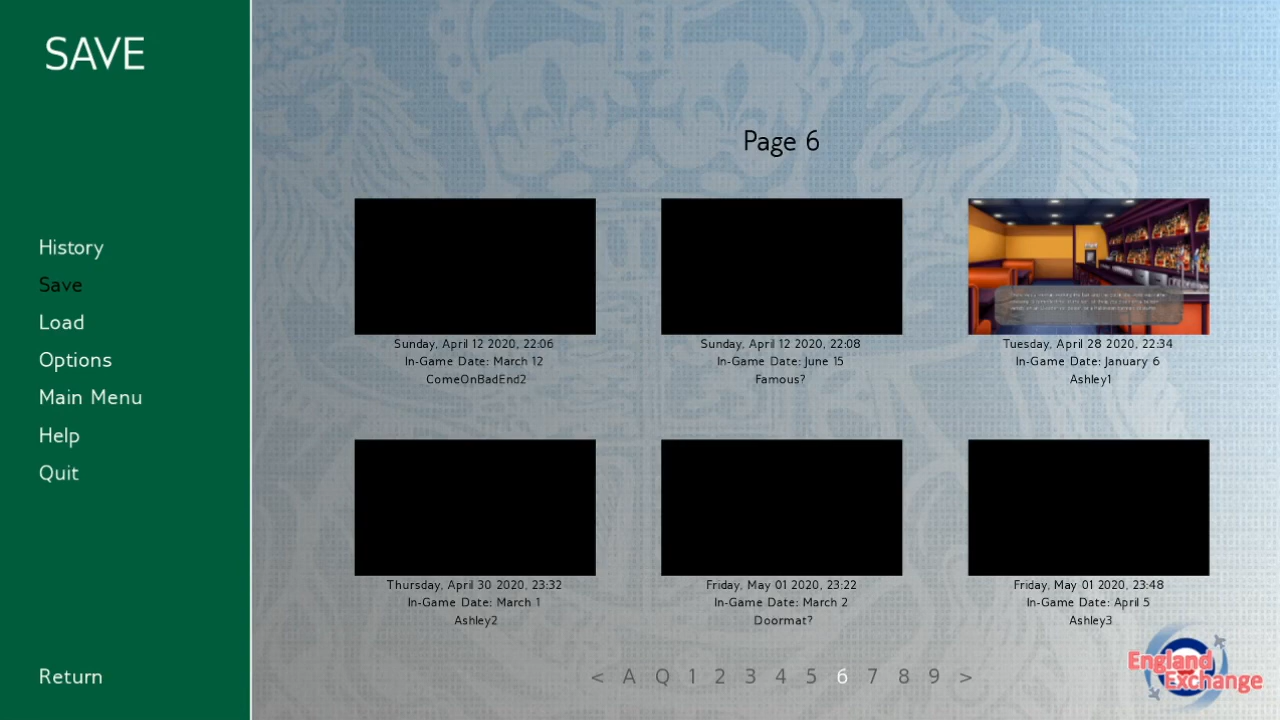 SAVE
Page 6
History
Save
Load
Options
Main Menu
Help
Quit
Return
Sunday, April 12 2020, 22:06
In-Game Date: March 12
ComeOnBadEnd2
Sunday, April 12 2020, 22:08
In-Game Date: June 15
Famous?
Tuesday, April 28 2020, 22:34
In-Game Date: January 6
Ashley1
Thursday, April 30 2020, 23:32
In-Game Date: March 1
Ashley2
Friday, May 01 2020, 23:22
In-Game Date: March 2
Doormat?
Friday, May 01 2020, 23:48
In-Game Date: April 5
Ashley3
< A Q 1 2 3 4 5 6 7 8 9 >
England
Exchange